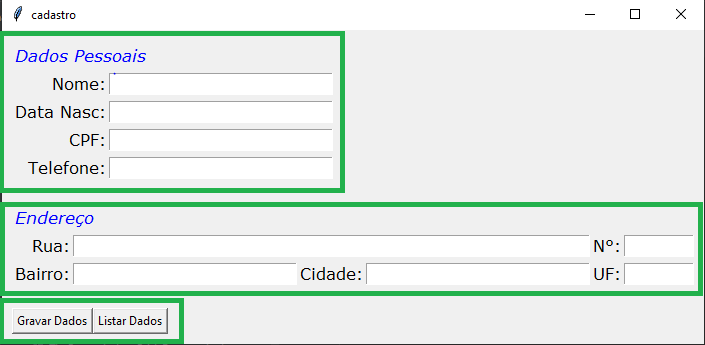 cadastro
Dados Pessoais
Nome:
Data Nasc:
CPF:
Telefone:
Endereço
Rua: Nº:
Bairro: Cidade: UF:
Gravar Dados Listar Dados